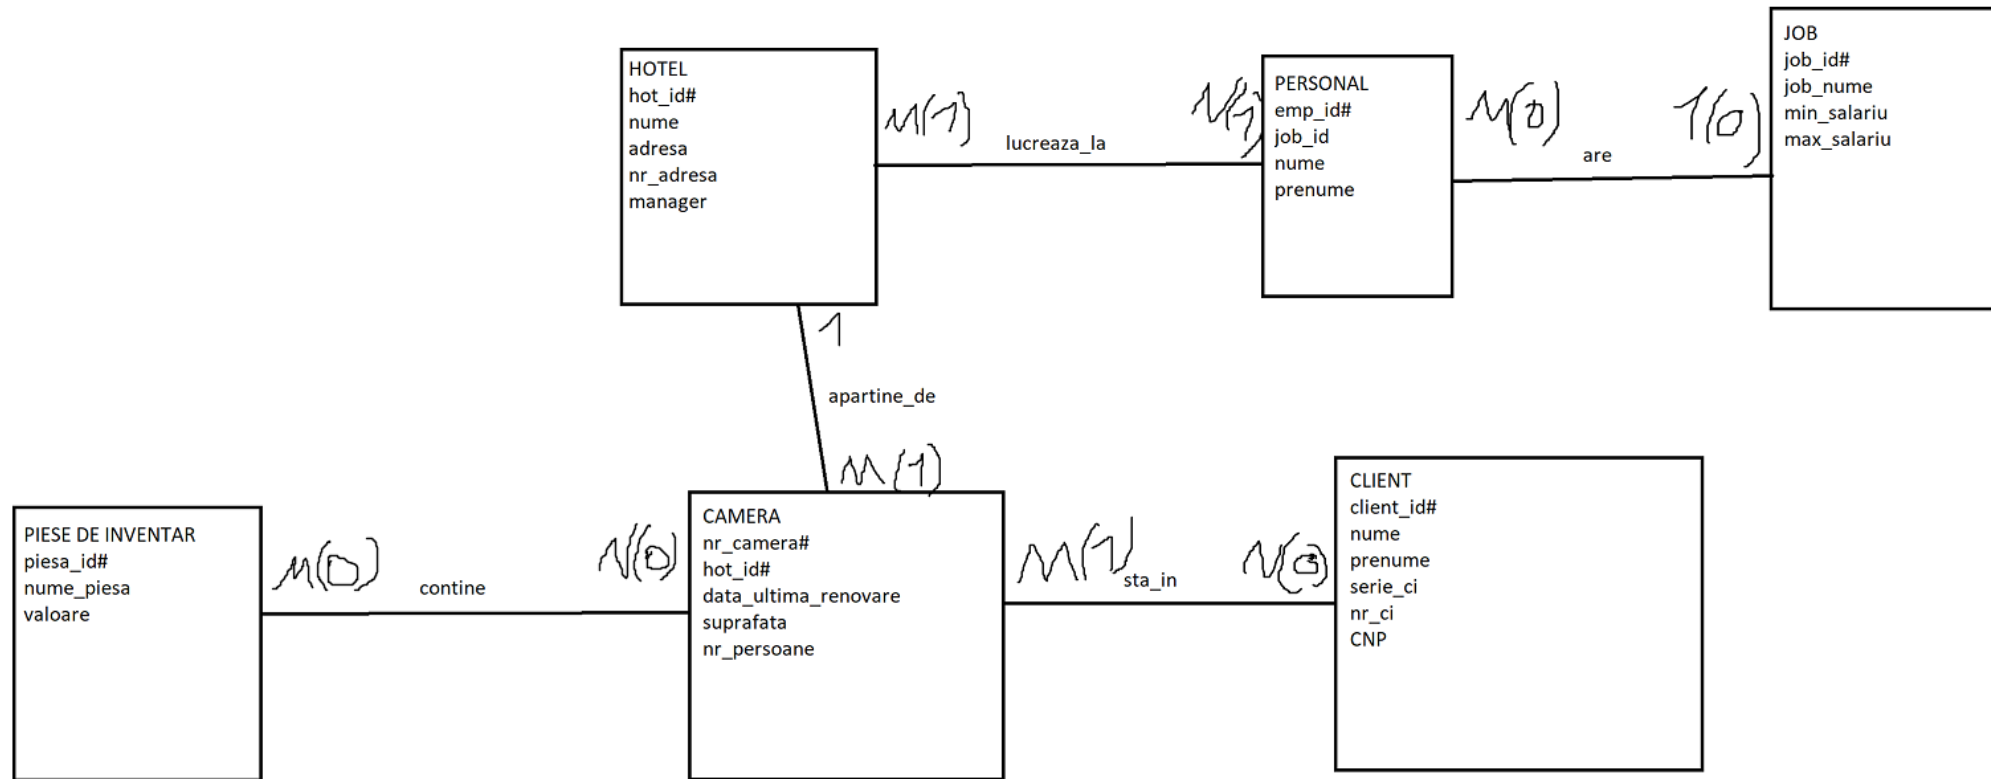 HOTEL
hot_id#
nume
adresa
nr_adresa
manager
M(1)
lucreaza_la
N(1)
PERSONAL
emp_id#
job_id
nume
prenume
M(0)
are
1(0)
JOB
job_id#
job_nume
min_salariu
max_salariu
1
apartine_de
M(1)
PIESE DE INVENTAR
piesa_id#
nume_piesa
valoare
M(0)
contine
N(0)
CAMERA
nr_camera#
hot_id#
data_ultima_renovare
suprafata
nr_persoane
M(1)
sta_in
N(0)
CLIENT
client_id#
nume
prenume
serie_ci
nr_ci
CNP